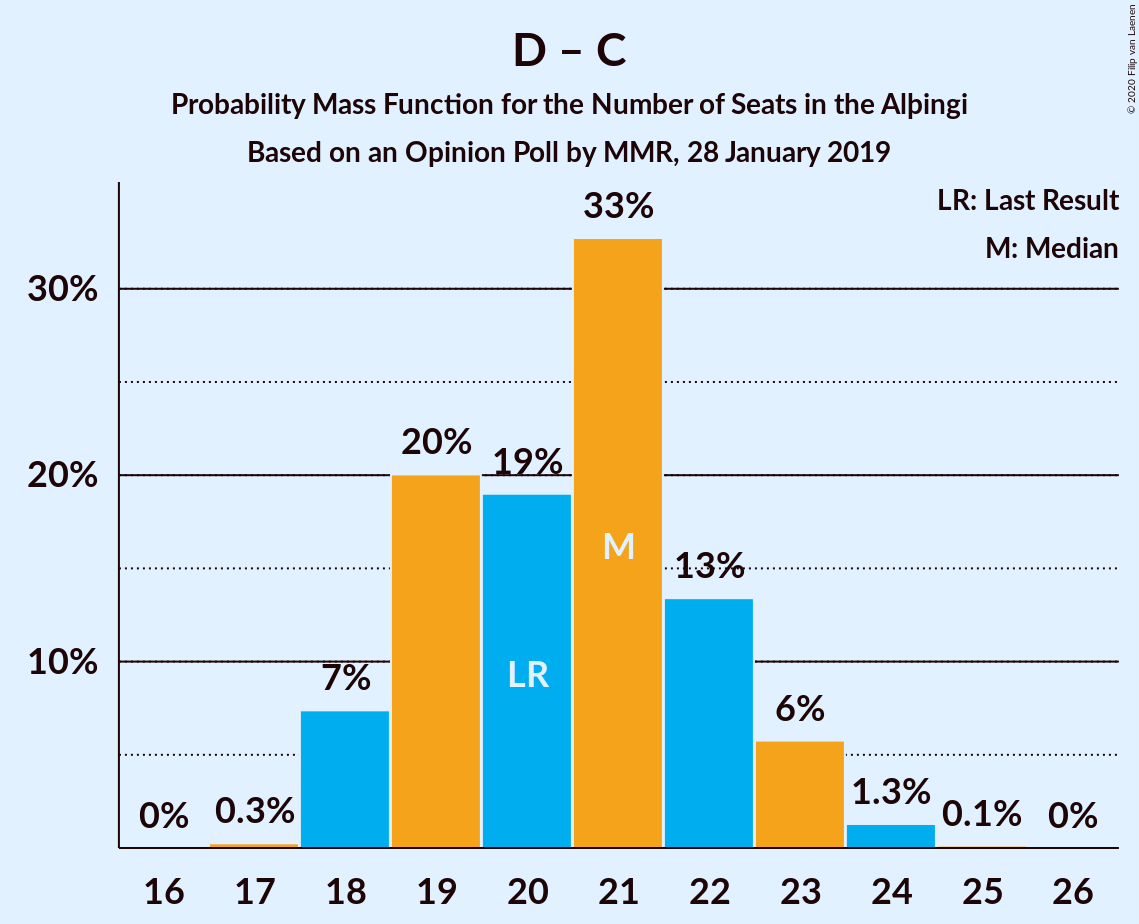 D – C
Probability Mass Function for the Number of Seats in the Alþingi
Based on an Opinion Poll by MMR, 28 January 2019
© 2020 Filip van Laenen
LR: Last Result
M: Median
30%
20%
10%
0%
0.3%
7%
20%
19%
33%
13%
6%
1.3%
0.1%
0%
LR
M
16 17 18 19 20 21 22 23 24 25 26